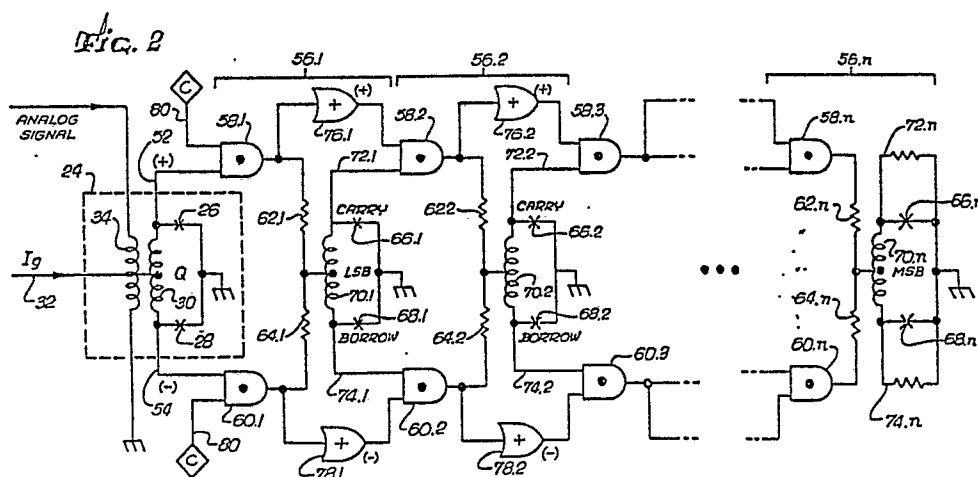 Fig. 2
56.1 56.2 56.n
C 80 58.1 + (+) 76.1 58.2 + (+) 76.2 58.3 58.n
ANALOG SIGNAL
52 (+) 72.1 72.2 72.n
24 34 26 62.1 CARRY 66.1 622 CARRY 66.2 62.n 66.n
Ig 32 Q 30 LSB 70.1 70.2 70.n MSB
28 64.1 68.1 BORROW 64.2 68.2 BORROW 64.n 68.n
54 (-) 60.1 74.1 60.2 74.2 60.3 60.n 74.n
80 C + (-) 78.1 + (-) 78.2